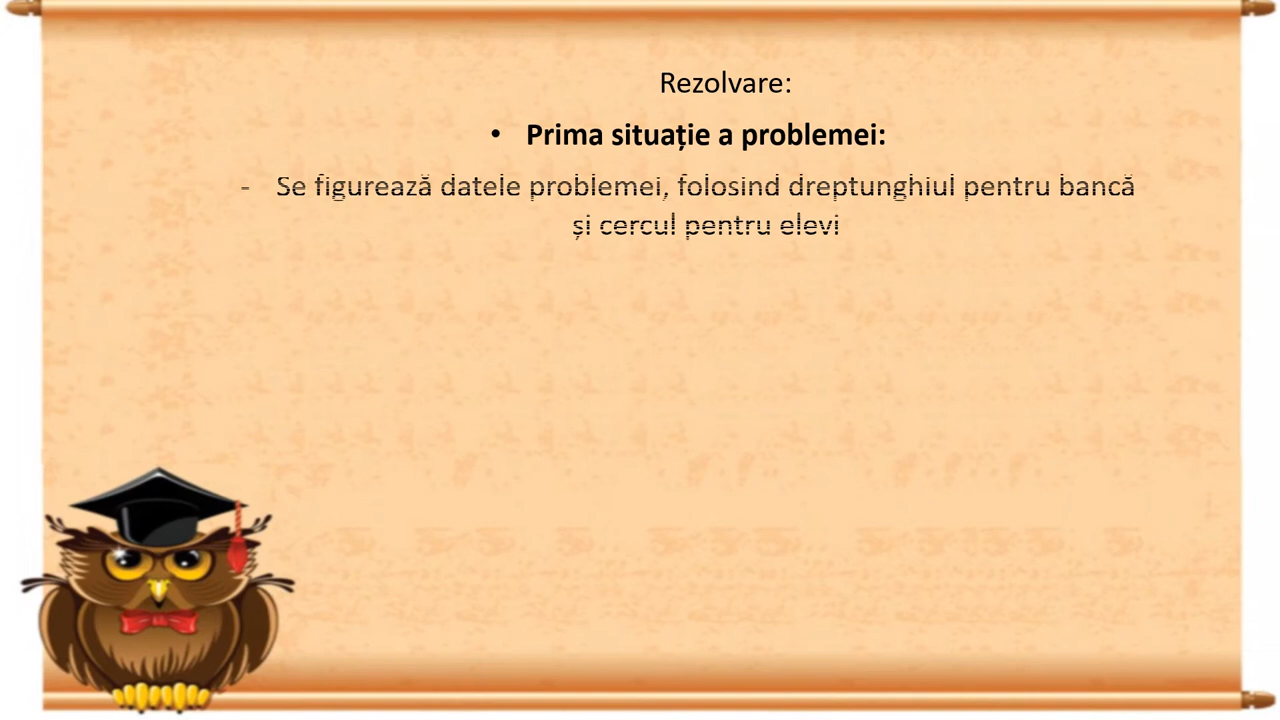 Rezolvare:
• Prima situație a problemei:
- Se figurează datele problemei, folosind dreptunghiul pentru bancă
și cercul pentru elevi